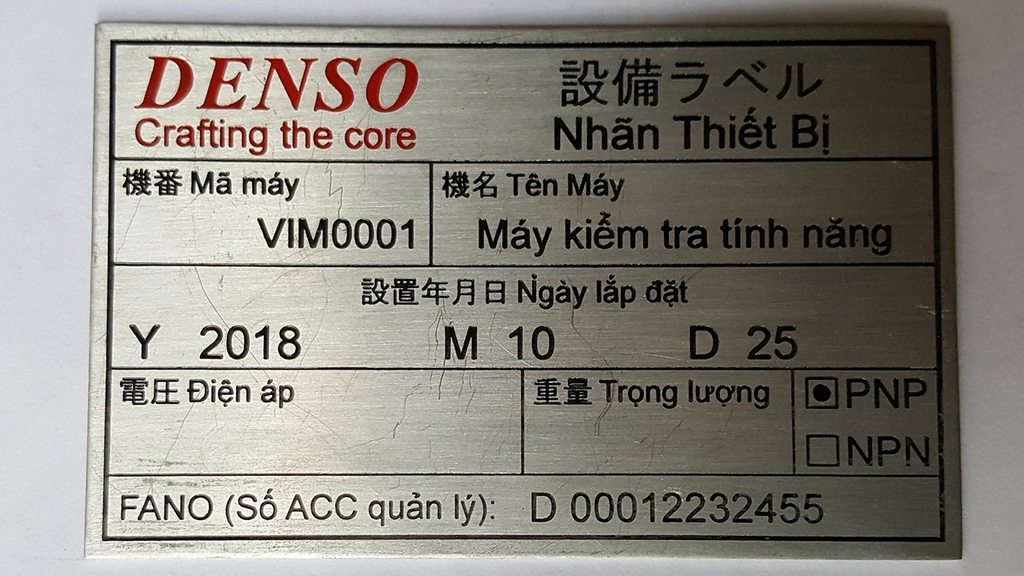 DENSO
Crafting the core
設備ラベル
Nhãn Thiết Bị
機番 Mã máy
VIM0001
機名 Tên Máy
Máy kiểm tra tính năng
設置年月日 Ngày lắp đặt
Y 2018 M 10 D 25
電圧 Điện áp
重量 Trọng lượng
PNP
NPN
FANO (Số ACC quản lý): D 00012232455